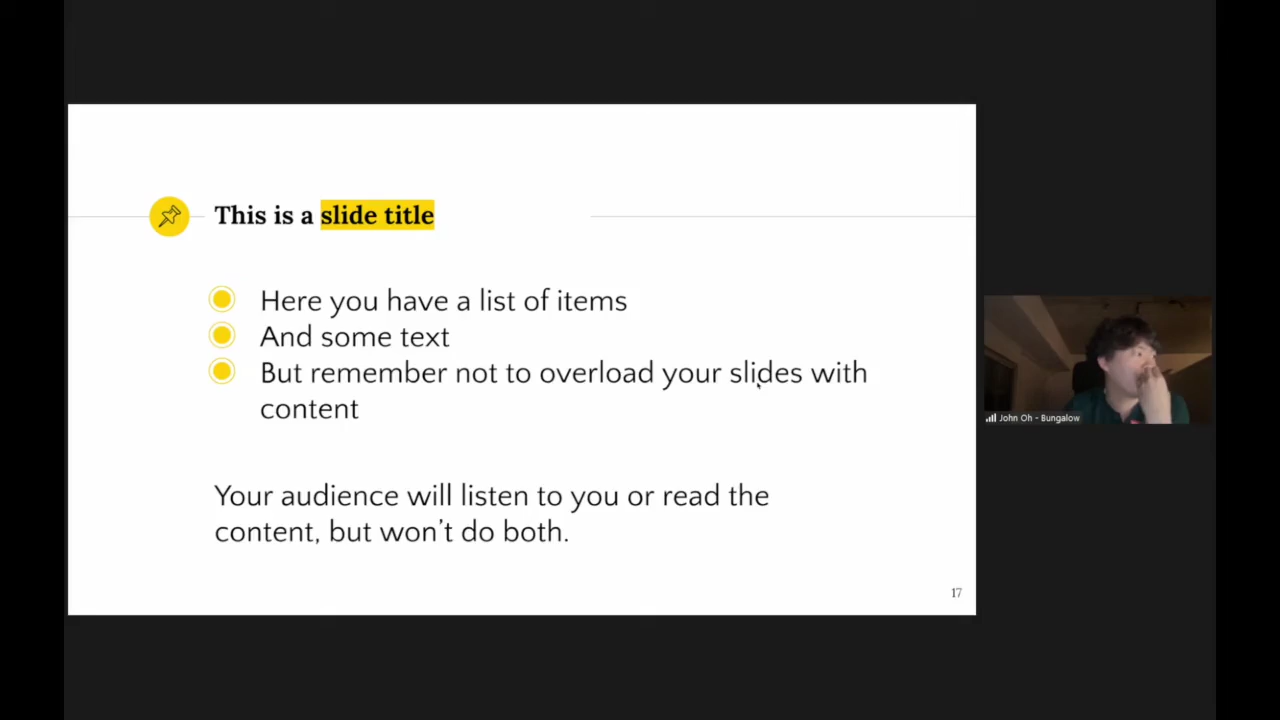 This is a slide title
Here you have a list of items
And some text
But remember not to overload your slides with
content
Your audience will listen to you or read the
content, but won’t do both.
17
John Oh - Bungalow